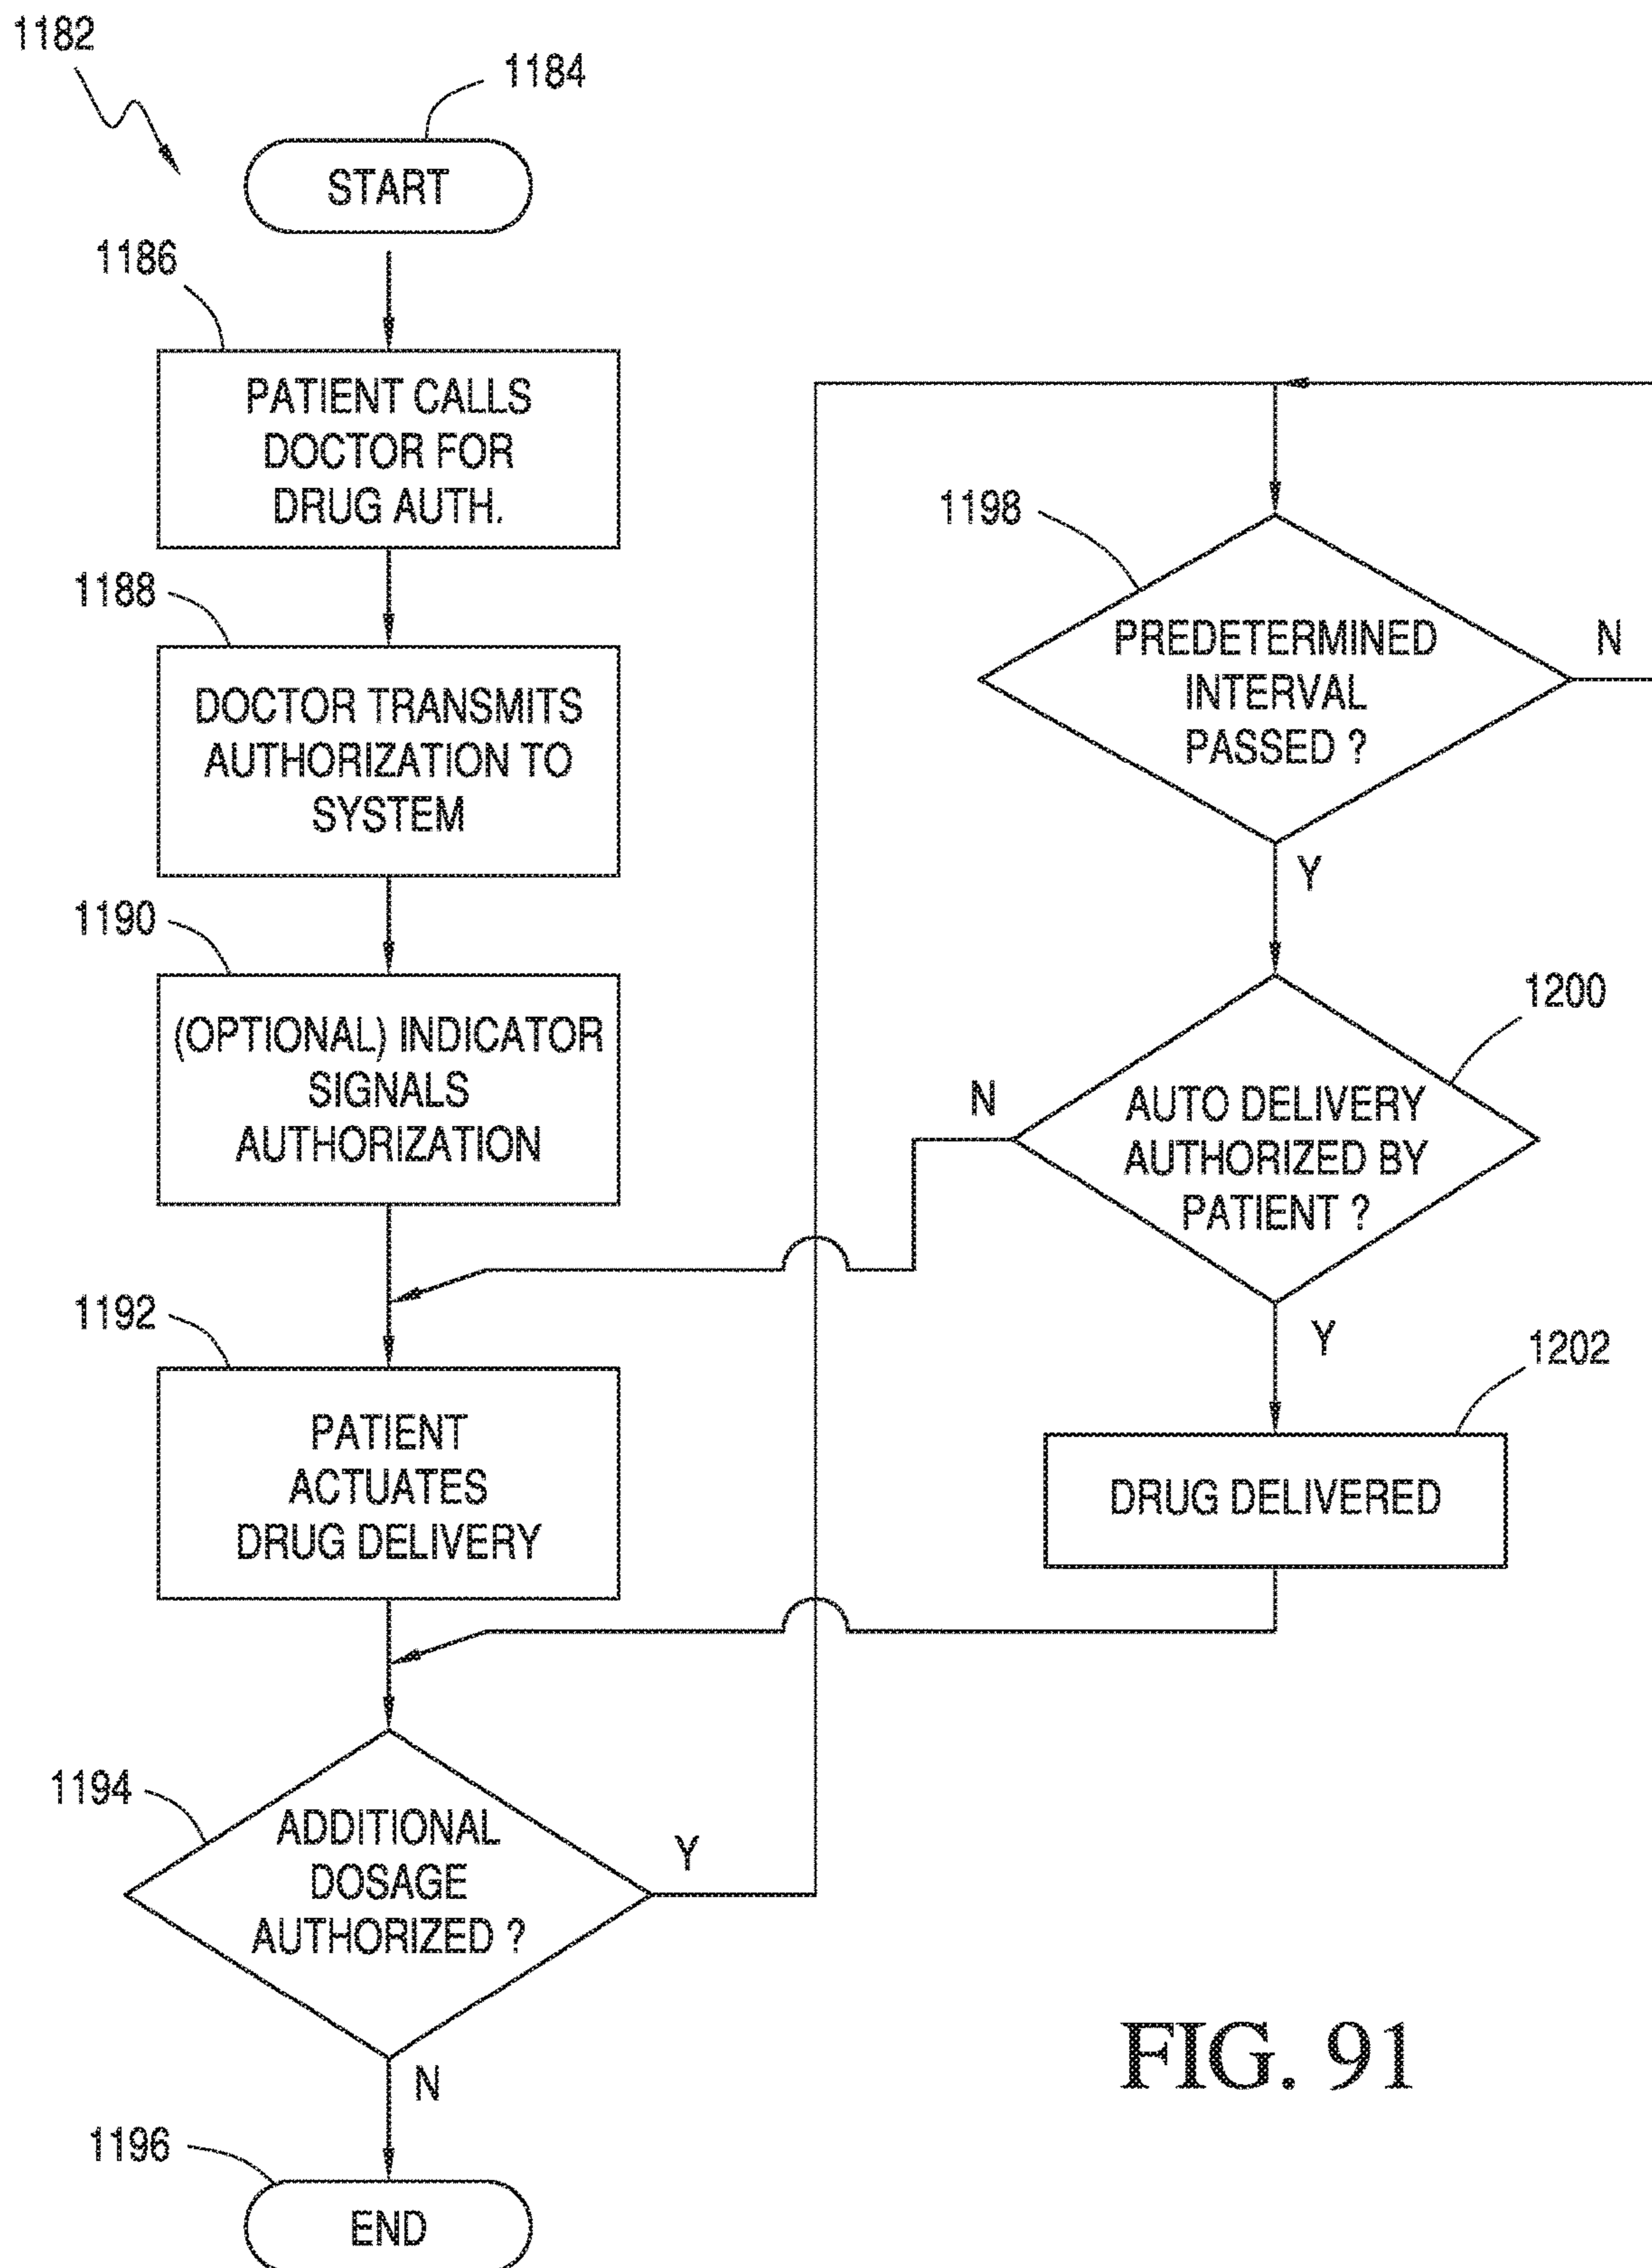 1182
1184
START
1186
PATIENT CALLS
DOCTOR FOR
DRUG AUTH.
1188
DOCTOR TRANSMITS
AUTHORIZATION TO
SYSTEM
1190
(OPTIONAL) INDICATOR
SIGNALS
AUTHORIZATION
1192
PATIENT
ACTUATES
DRUG DELIVERY
1194
ADDITIONAL
DOSAGE
AUTHORIZED ?
Y
N
1196
END
1198
PREDETERMINED
INTERVAL
PASSED ?
N
Y
1200
AUTO DELIVERY
AUTHORIZED BY
PATIENT ?
N
Y
1202
DRUG DELIVERED
FIG. 91